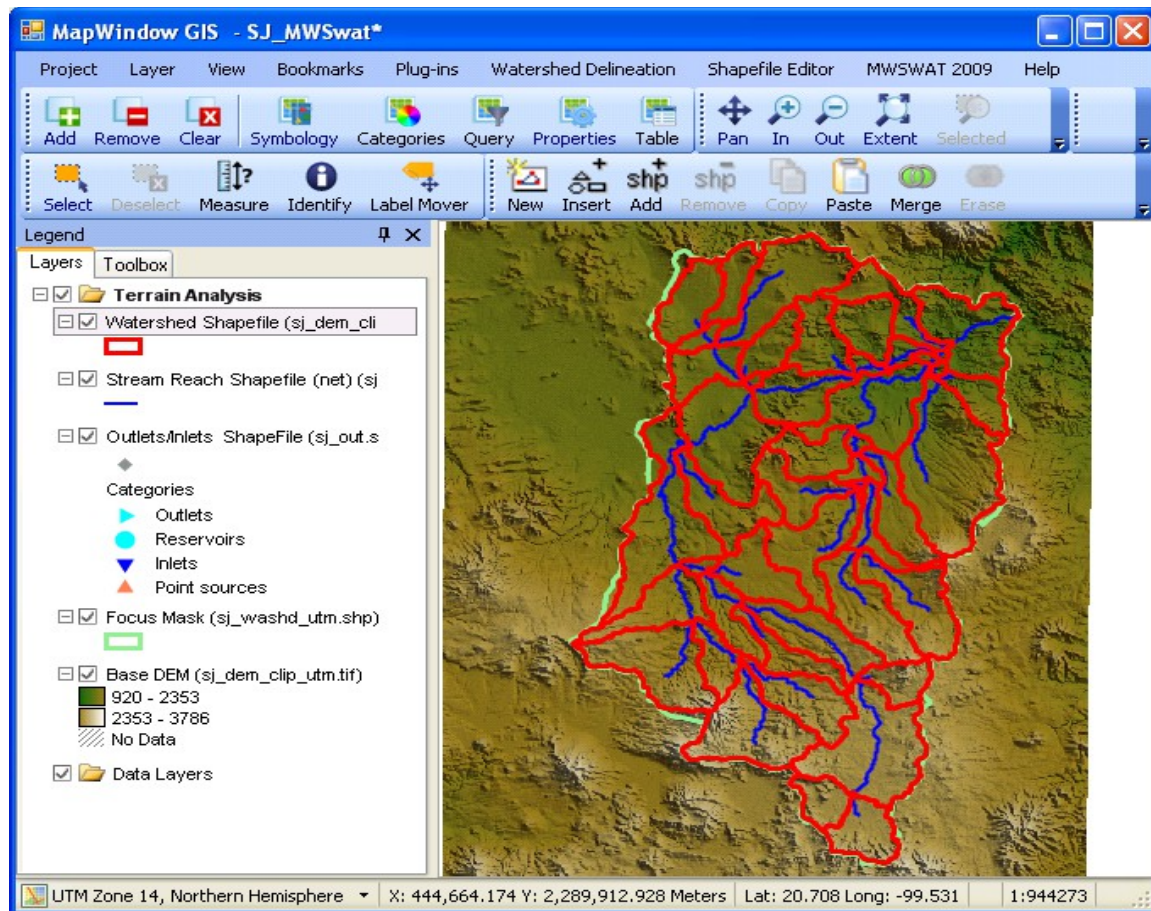 MapWindow GIS - SJ_MWSwat*
Project Layer View Bookmarks Plug-ins Watershed Delineation Shapefile Editor MWSWAT 2009 Help
Add Remove Clear Symbology Categories Query Properties Table Pan In Out Extent Selected
shp shp
Select Deselect Measure Identify Label Mover New Insert Add Remove Copy Paste Merge Erase
Legend
Layers Toolbox
Terrain Analysis
Watershed Shapefile (sj_dem_cli
Stream Reach Shapefile (net) (sj
Outlets/Inlets ShapeFile (sj_out.s
Categories
Outlets
Reservoirs
Inlets
Point sources
Focus Mask (sj_washd_utm.shp)
Base DEM (sj_dem_clip_utm.tif)
920 - 2353
2353 - 3786
No Data
Data Layers
UTM Zone 14, Northern Hemisphere X: 444,664.174 Y: 2,289,912.928 Meters Lat: 20.708 Long: -99.531 1:944273